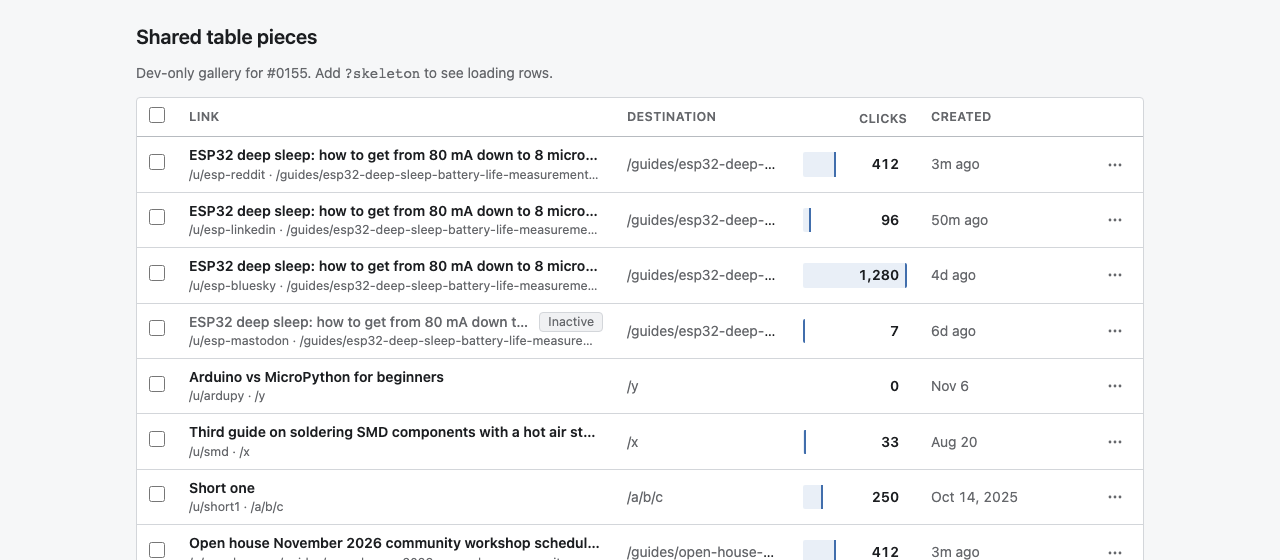 Shared table pieces
Dev-only gallery for #0155. Add ?skeleton to see loading rows.
LINK DESTINATION CLICKS CREATED
ESP32 deep sleep: how to get from 80 mA down to 8 micro... /guides/esp32-deep-... 412 3m ago ...
/u/esp-reddit · /guides/esp32-deep-sleep-battery-life-measurement...
ESP32 deep sleep: how to get from 80 mA down to 8 micro... /guides/esp32-deep-... 96 50m ago ...
/u/esp-linkedin · /guides/esp32-deep-sleep-battery-life-measureme...
ESP32 deep sleep: how to get from 80 mA down to 8 micro... /guides/esp32-deep-... 1,280 4d ago ...
/u/esp-bluesky · /guides/esp32-deep-sleep-battery-life-measureme...
ESP32 deep sleep: how to get from 80 mA down t... Inactive /guides/esp32-deep-... 7 6d ago ...
/u/esp-mastodon · /guides/esp32-deep-sleep-battery-life-measure...
Arduino vs MicroPython for beginners /y 0 Nov 6 ...
/u/ardupy · /y
Third guide on soldering SMD components with a hot air st... /x 33 Aug 20 ...
/u/smd · /x
Short one /a/b/c 250 Oct 14, 2025 ...
/u/short1 · /a/b/c
Open house November 2026 community workshop schedul... /guides/open-house-... 412 3m ago ...